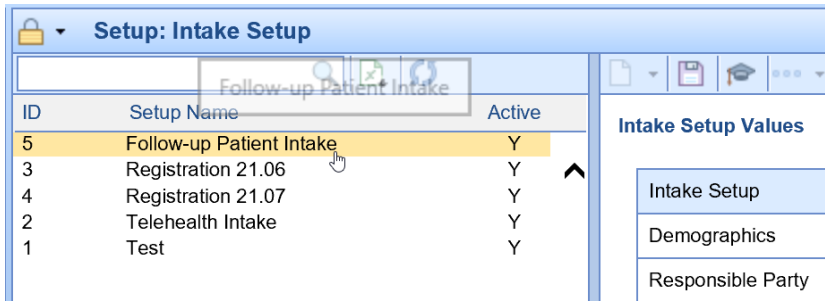 Setup: Intake Setup
Follow-up Patient Intake
ID Setup Name Active
5 Follow-up Patient Intake Y
3 Registration 21.06 Y
4 Registration 21.07 Y
2 Telehealth Intake Y
1 Test Y
Intake Setup Values
Intake Setup
Demographics
Responsible Party